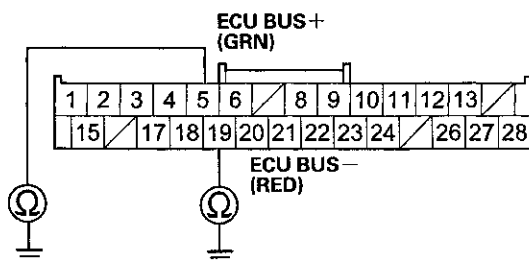 ECU BUS+
(GRN)
1 2 3 4 5 6 8 9 10 11 12 13
15 17 18 19 20 21 22 23 24 26 27 28
ECU BUS−
(RED)
Ω Ω